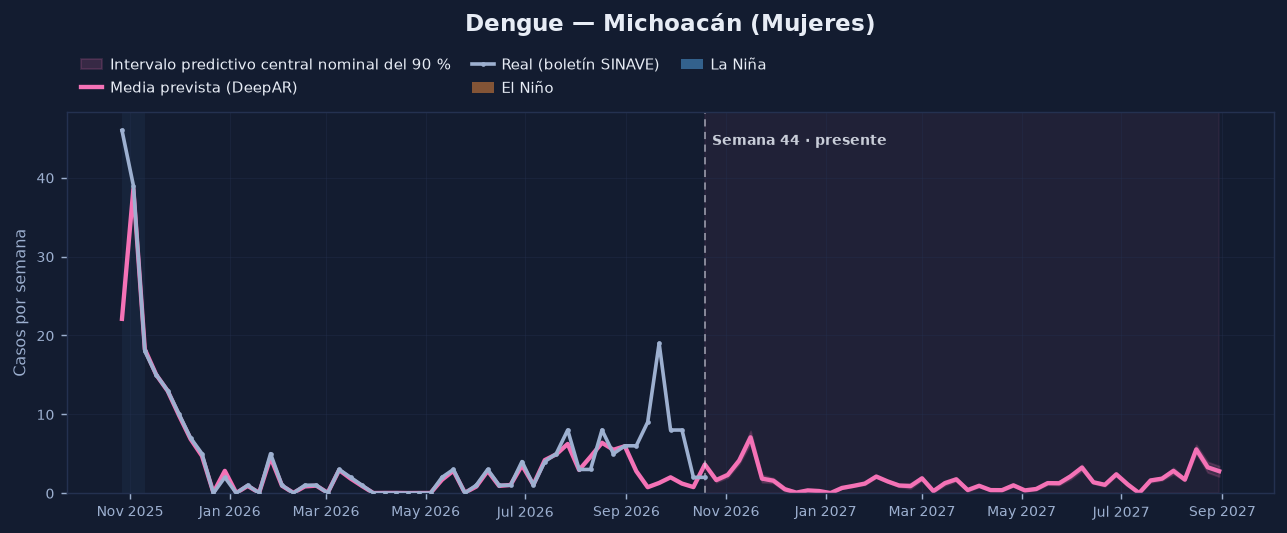 Dengue — Michoacán (Mujeres)
Intervalo predictivo central nominal del 90 %
Real (boletín SINAVE)
La Niña
Media prevista (DeepAR)
El Niño
Semana 44 · presente
Casos por semana
40
30
20
10
0
Nov 2025
Jan 2026
Mar 2026
May 2026
Jul 2026
Sep 2026
Nov 2026
Jan 2027
Mar 2027
May 2027
Jul 2027
Sep 2027